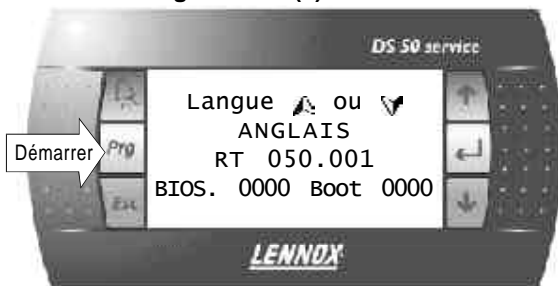 DS 50 service
Langue ou
ANGLAIS
Démarrer
Prg
RT 050.001
BIOS. 0000 Boot 0000
Esc
LENNOX